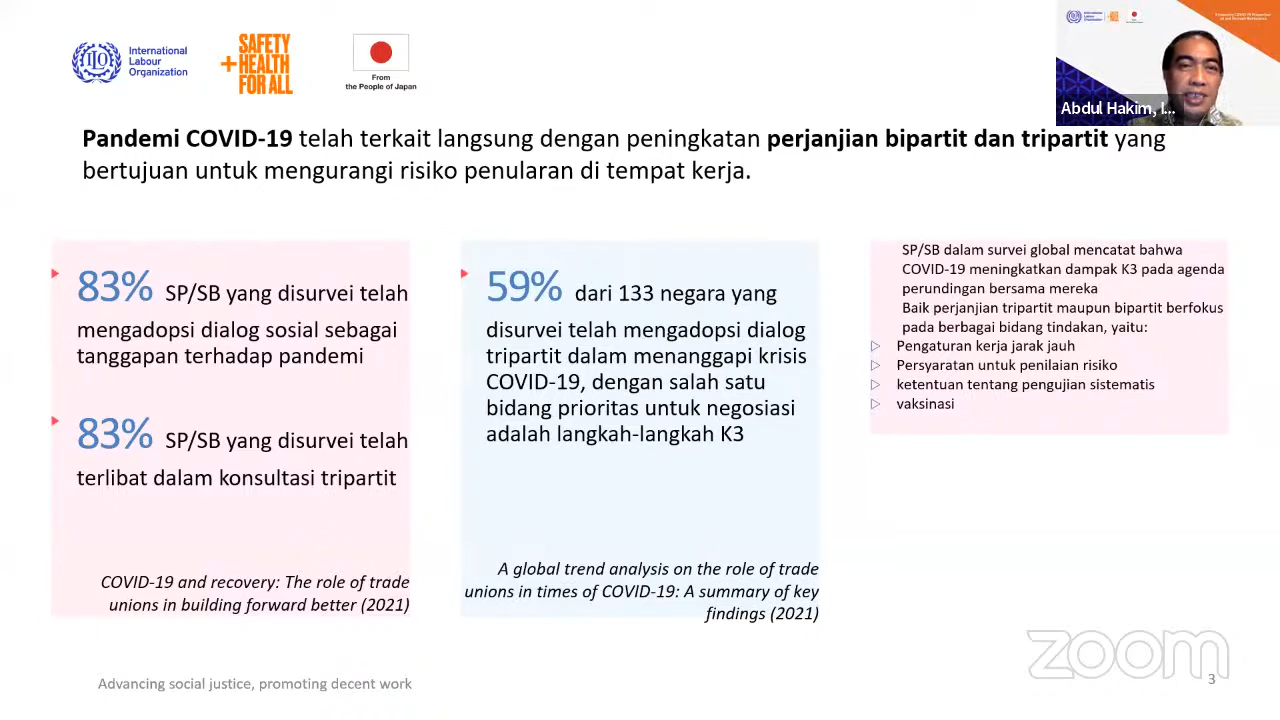 International
Labour
Organization
SAFETY
+ HEALTH
FOR ALL
From
the People of Japan
Abdul Hakim, I...
Pandemi COVID-19 telah terkait langsung dengan peningkatan perjanjian bipartit dan tripartit yang
bertujuan untuk mengurangi risiko penularan di tempat kerja.
83% SP/SB yang disurvei telah
mengadopsi dialog sosial sebagai
tanggapan terhadap pandemi
83% SP/SB yang disurvei telah
terlibat dalam konsultasi tripartit
COVID-19 and recovery: The role of trade
unions in building forward better (2021)
59% dari 133 negara yang
disurvei telah mengadopsi dialog
tripartit dalam menanggapi krisis
COVID-19, dengan salah satu
bidang prioritas untuk negosiasi
adalah langkah-langkah K3
A global trend analysis on the role of trade
unions in times of COVID-19: A summary of key
findings (2021)
SP/SB dalam survei global mencatat bahwa
COVID-19 meningkatkan dampak K3 pada agenda
perundingan bersama mereka
Baik perjanjian tripartit maupun bipartit berfokus
pada berbagai bidang tindakan, yaitu:
Pengaturan kerja jarak jauh
Persyaratan untuk penilaian risiko
ketentuan tentang pengujian sistematis
vaksinasi
zoom
Advancing social justice, promoting decent work
3